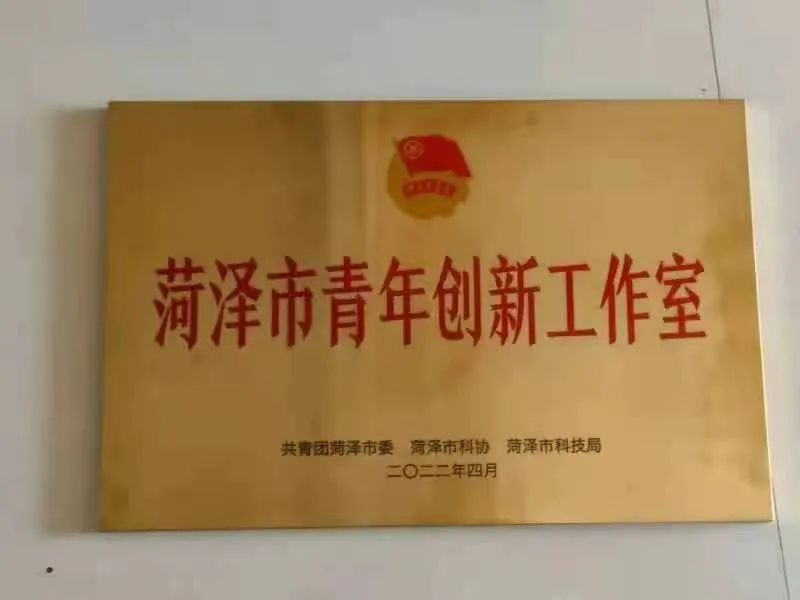 菏泽市青年创新工作室
共青团菏泽市委 菏泽市科协 菏泽市科技局
二〇二二年四月